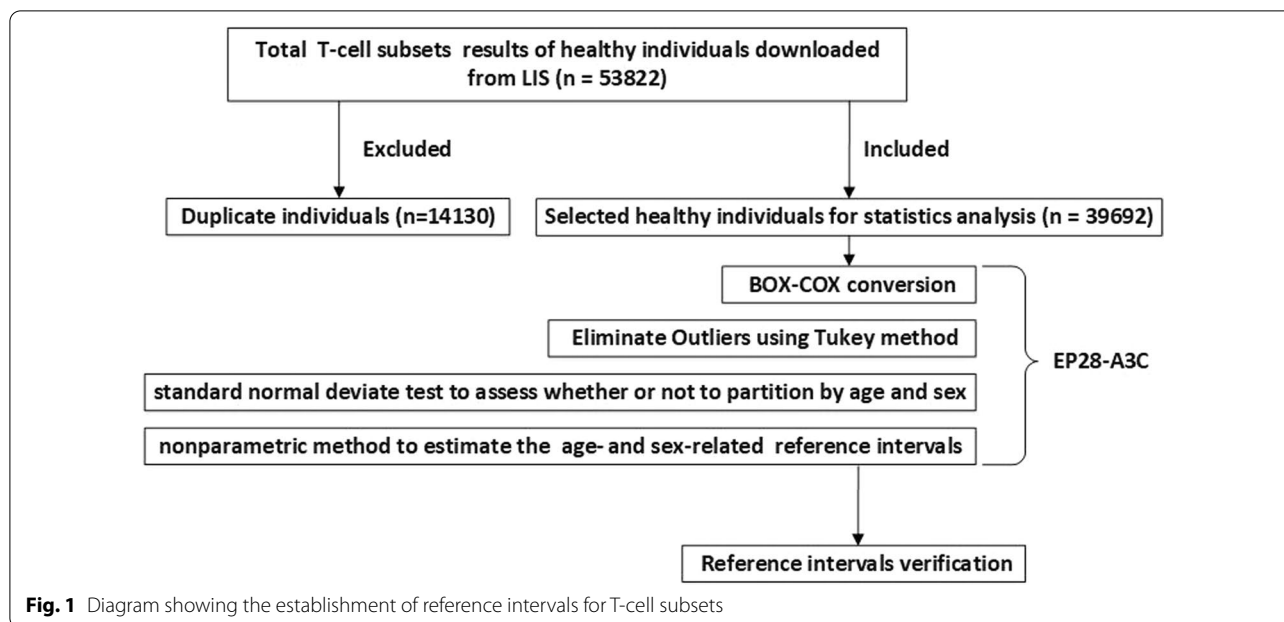 Total T-cell subsets results of healthy individuals downloaded
from LIS (n = 53822)
Excluded
Included
Duplicate individuals (n=14130)
Selected healthy individuals for statistics analysis (n = 39692)
BOX-COX conversion
Eliminate Outliers using Tukey method
EP28-A3C
standard normal deviate test to assess whether or not to partition by age and sex
nonparametric method to estimate the age- and sex-related reference intervals
Reference intervals verification
Fig. 1 Diagram showing the establishment of reference intervals for T-cell subsets